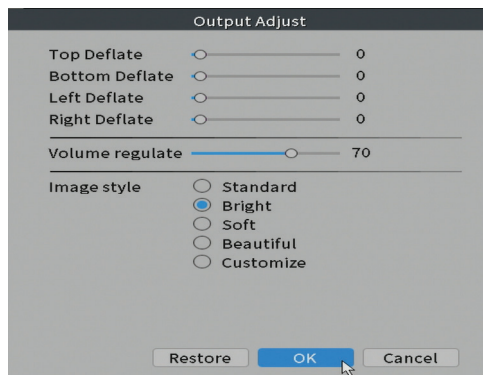 Output Adjust
Top Deflate 0
Bottom Deflate 0
Left Deflate 0
Right Deflate 0
Volume regulate 70
Image style Standard
Bright
Soft
Beautiful
Customize
Restore OK Cancel